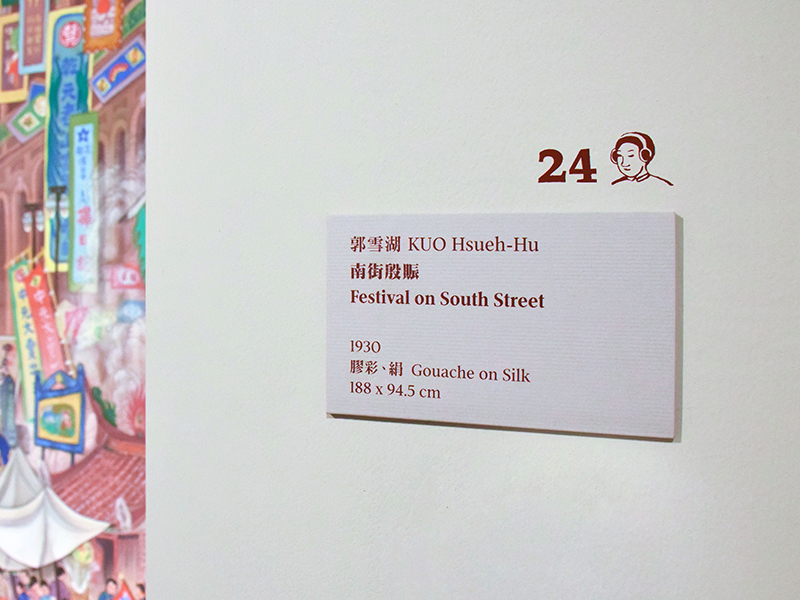 24
郭雪湖 KUO Hsueh-Hu
南街殷賑
Festival on South Street
1930
膠彩、絹 Gouache on Silk
188 x 94.5 cm